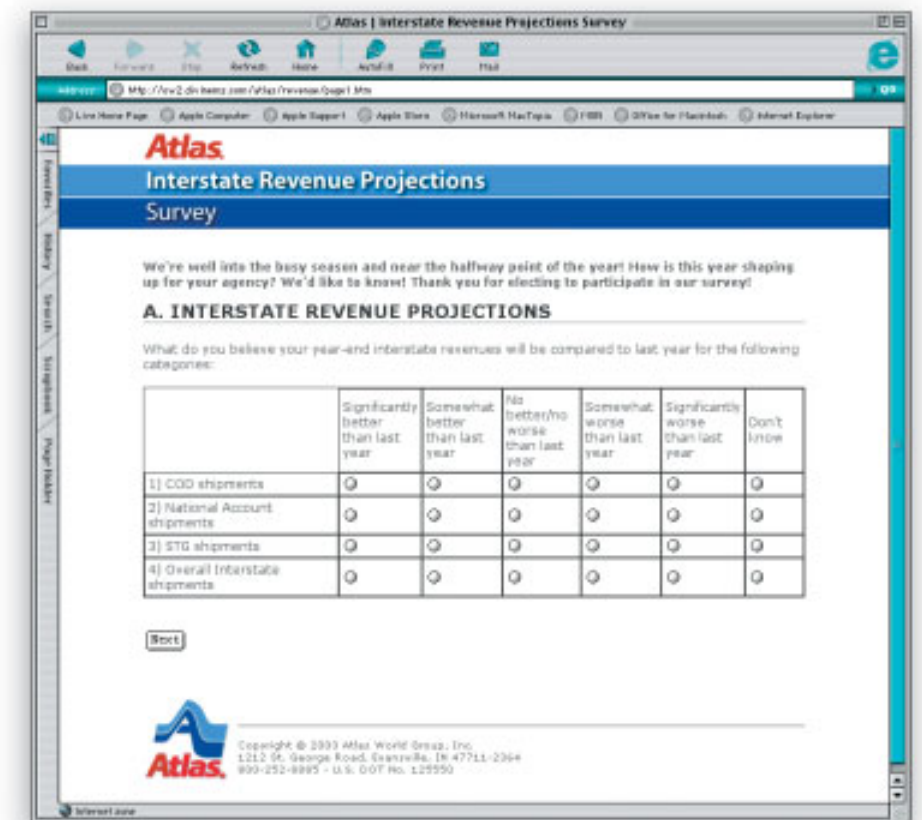 Atlas | Interstate Revenue Projections Survey
Back Forward Stop Refresh Home AutoFill Print Mail
Address
Live Home Page Apple Computer Apple Support Apple Store Microsoft MacTopia Office for Macintosh Internet Explorer
Favorites
History
Search
Scrapbook
Page Holder
Atlas
Interstate Revenue Projections
Survey
We're well into the busy season and near the halfway point of the year! How is this year shaping
up for your agency? We'd like to know! Thank you for electing to participate in our survey!
A. INTERSTATE REVENUE PROJECTIONS
What do you believe your year-end interstate revenues will be compared to last year for the following
categories:
Significantly better than last year
Somewhat better than last year
No better/no worse than last year
Somewhat worse than last year
Significantly worse than last year
Don't know
1) COD shipments
2) National Account
shipments
3) STG shipments
4) Overall Interstate
shipments
Next
Atlas
Copyright © 2003 Atlas World Group, Inc.
1212 St. George Road, Evansville, IN 47711-2364
U.S. DOT No. 125550
Internet zone